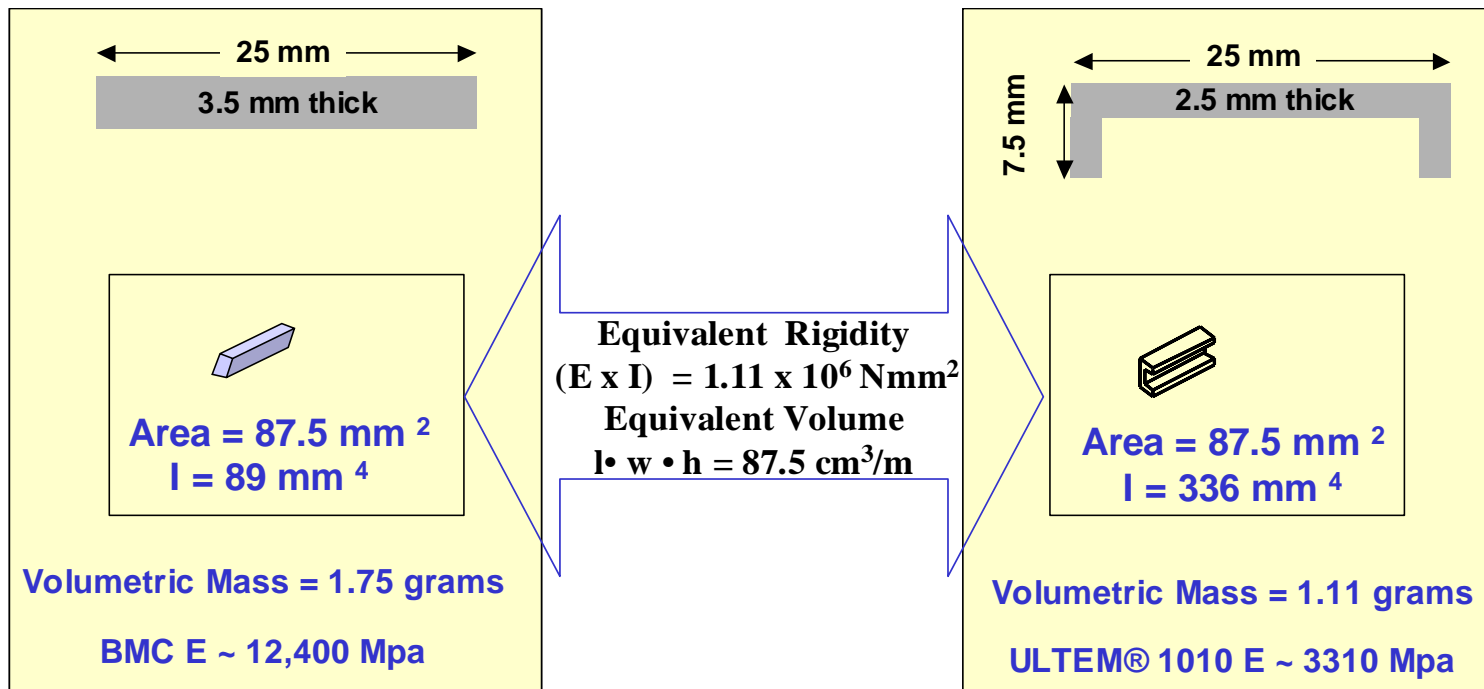 25 mm
3.5 mm thick
Area = 87.5 mm ²
I = 89 mm ⁴
Volumetric Mass = 1.75 grams
BMC E ~ 12,400 Mpa
Equivalent Rigidity
(E x I) = 1.11 x 10⁶ Nmm²
Equivalent Volume
l• w • h = 87.5 cm³/m
25 mm
2.5 mm thick
7.5 mm
Area = 87.5 mm ²
I = 336 mm ⁴
Volumetric Mass = 1.11 grams
ULTEM® 1010 E ~ 3310 Mpa